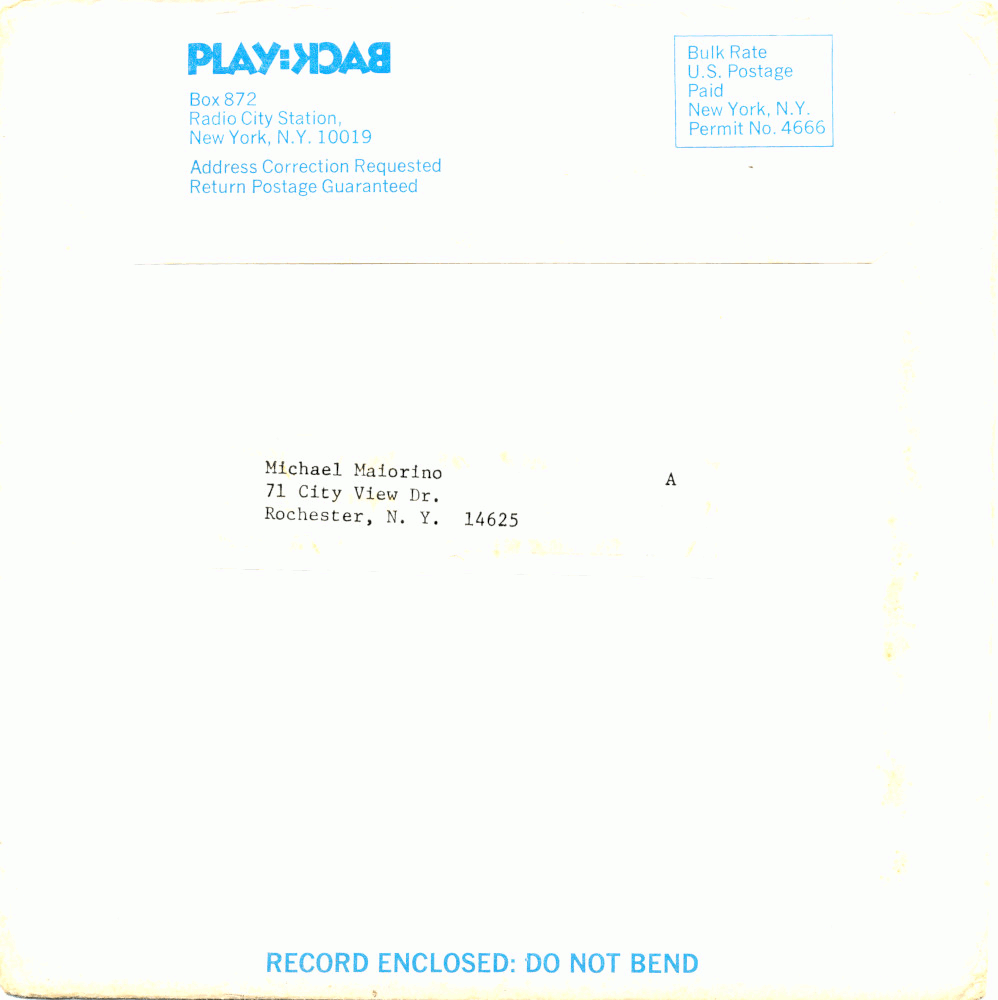 PLAY:BACK
Box 872
Radio City Station,
New York, N.Y. 10019
Address Correction Requested
Return Postage Guaranteed
Bulk Rate
U.S. Postage
Paid
New York, N.Y.
Permit No. 4666
Michael Maiorino
71 City View Dr.
Rochester, N. Y. 14625
A
RECORD ENCLOSED: DO NOT BEND